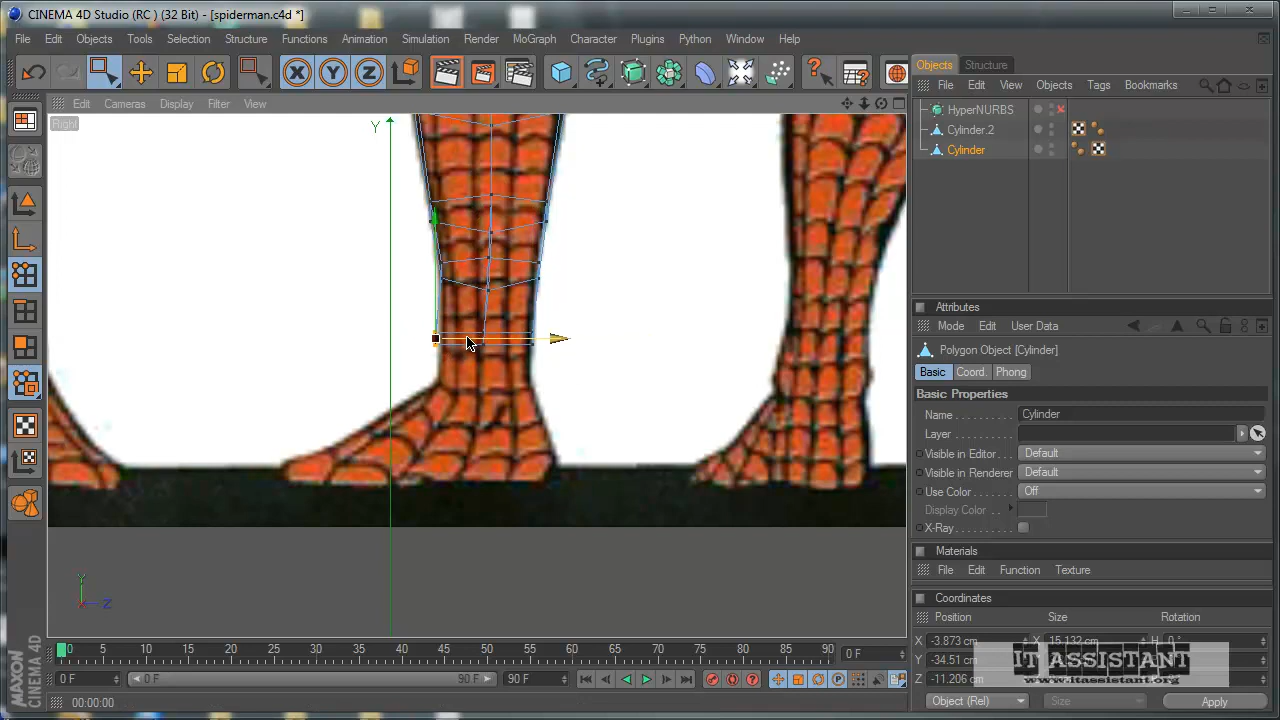 CINEMA 4D Studio (RC ) (32 Bit) - [spiderman.c4d *]
File Edit Objects Tools Selection Structure Functions Animation Simulation Render MoGraph Character Plugins Python Window Help
X Y Z
Objects Structure
File Edit View Objects Tags Bookmarks
Edit Cameras Display Filter View
Right
Y
HyperNURBS
Cylinder.2
Cylinder
Attributes
Mode Edit User Data
Polygon Object [Cylinder]
Basic Coord. Phong
Basic Properties
Name Cylinder
Layer
Visible in Editor Default
Visible in Renderer Default
Use Color Off
Display Color
X-Ray
Materials
File Edit Function Texture
Y
Z
Coordinates
Position Size Rotation
X -3.873 cm X 15.132 cm H 0 °
Y -34.51 cm
Z -11.206 cm
IT ASSISTANT
www.itassistant.org
0 5 10 15 20 25 30 35 40 45 50 55 60 65 70 75 80 85 90 0 F
0 F 0 F 90 F 90 F
Object (Rel) Size Apply
00:00:00
MAXON
CINEMA 4D